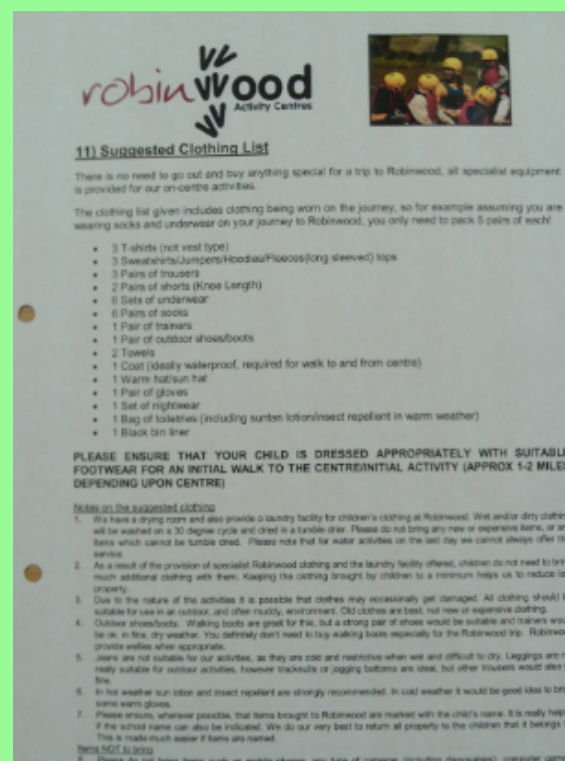 robinwood
Activity Centres
11) Suggested Clothing List
There is no need to go out and buy anything special for a trip to Robinwood, all specialist equipment
is provided for our on-centre activities.
The clothing list given includes clothing being worn on the journey, so for example assuming you are
wearing socks and underwear on your journey to Robinwood, you only need to pack 5 pairs of each!
• 3 T-shirts (not vest type)
• 3 Sweatshirts/Jumpers/Hoodies/Fleeces(long sleeved) tops
• 3 Pairs of trousers
• 2 Pairs of shorts (Knee Length)
• 6 Sets of underwear
• 6 Pairs of socks
• 1 Pair of trainers
• 1 Pair of outdoor shoes/boots
• 2 Towels
• 1 Coat (ideally waterproof, required for walk to and from centre)
• 1 Warm hat/sun hat
• 1 Pair of gloves
• 1 Set of nightwear
• 1 Bag of toiletries (including suntan lotion/insect repellent in warm weather)
• 1 Black bin liner
PLEASE ENSURE THAT YOUR CHILD IS DRESSED APPROPRIATELY WITH SUITABLE
FOOTWEAR FOR AN INITIAL WALK TO THE CENTRE/INITIAL ACTIVITY (APPROX 1-2 MILES
DEPENDING UPON CENTRE)
Notes on the suggested clothing
1. We have a drying room and also provide a laundry facility for children's clothing at Robinwood. Wet and/or dirty clothing
will be washed on a 30 degree cycle and dried in a tumble drier. Please do not bring any new or expensive items, or any
items which cannot be tumble dried. Please note that for water activities on the last day we cannot always offer this
service.
2. As a result of the provision of specialist Robinwood clothing and the laundry facility offered, children do not need to bring
much additional clothing with them. Keeping the clothing brought by children to a minimum helps us to reduce lost
property.
3. Due to the nature of the activities it is possible that clothes may occasionally get damaged. All clothing should be
suitable for use in an outdoor, and often muddy, environment. Old clothes are best, not new or expensive clothing.
4. Outdoor shoes/boots. Walking boots are great for this, but a strong pair of shoes would be suitable and trainers would
be ok in fine, dry weather. You definitely don't need to buy walking boots especially for the Robinwood trip. Robinwood
provide wellies when appropriate.
5. Jeans are not suitable for our activities, as they are cold and restrictive when wet and difficult to dry. Leggings are not
really suitable for outdoor activities, however tracksuits or jogging bottoms are ideal, but other trousers would also be
fine.
6. In hot weather sun lotion and insect repellent are strongly recommended. In cold weather it would be good idea to bring
some warm gloves.
7. Please ensure, wherever possible, that items brought to Robinwood are marked with the child's name. It is really helpful
if the school name can also be indicated. We do our very best to return all property to the children that it belongs
This is made much easier if items are named.
Items NOT to bring
8. Please do not bring items such as mobile phones, any type of cameras (including disposables), computer games